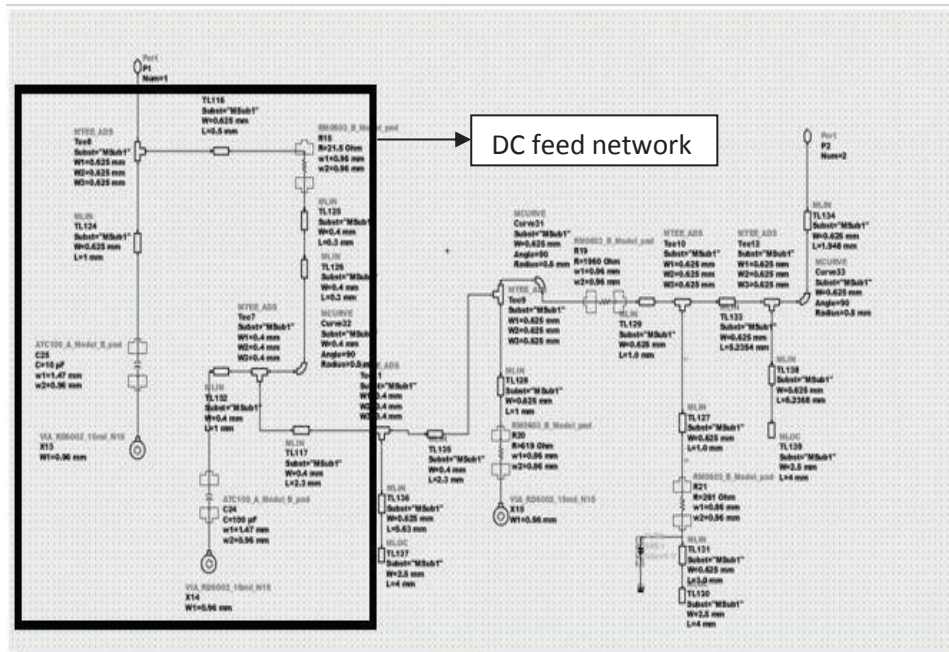 Port
P1
Num=1
TL116
Subst="MSub1"
W=0.625 mm
L=0.5 mm
MTEE_ADS
Tee8
Subst="MSub1"
W1=0.625 mm
W2=0.625 mm
W3=0.625 mm
RM0603_B_Model_pad
R15
R=21.5 Ohm
w1=0.96 mm
w2=0.96 mm
DC feed network
Port
P2
Num=2
MLIN
TL124
Subst="MSub1"
W=0.625 mm
L=1 mm
MLIN
TL125
Subst="MSub1"
W=0.4 mm
MLIN
TL126
Subst="MSub1"
W=0.4 mm
MCURVE
Curve32
Subst="MSub1"
W=0.4 mm
Angle=90
MTEE_ADS
Tee7
Subst="MSub1"
W1=0.4 mm
W2=0.4 mm
W3=0.4 mm
MCURVE
Curve31
Subst="MSub1"
W=0.625 mm
Angle=90
Radius=0.5 mm
RM0603_B_Model_pad
R19
R=1960 Ohm
w1=0.96 mm
w2=0.96 mm
MTEE_ADS
Tee10
Subst="MSub1"
W1=0.625 mm
W2=0.625 mm
W3=0.625 mm
MTEE_ADS
Tee12
Subst="MSub1"
W1=0.625 mm
W2=0.625 mm
W3=0.625 mm
MLIN
TL134
Subst="MSub1"
W=0.625 mm
L=1.948 mm
MCURVE
Curve33
Subst="MSub1"
W=0.625 mm
Angle=90
Radius=0.5 mm
Tee9
Subst="MSub1"
W1=0.625 mm
W2=0.625 mm
W3=0.625 mm
MLIN
TL129
Subst="MSub1"
W=0.625 mm
L=1.0 mm
TL133
Subst="MSub1"
W=0.625 mm
L=5.2354 mm
ATC100_A_Model_B_pad
C25
C=10 pF
w1=1.47 mm
w2=0.96 mm
VIA_RD6002_15mil_N15
X13
W1=0.96 mm
MLIN
TL132
W=0.4 mm
L=1 mm
MLIN
TL117
Subst="MSub1"
W=0.4 mm
L=2.3 mm
ATC100_A_Model_B_pad
C24
C=100 pF
w1=1.47 mm
w2=0.96 mm
VIA_RD6002_15mil_N15
X14
W1=0.96 mm
MLIN
TL135
Subst="MSub1"
W=0.4 mm
L=2.3 mm
MLIN
TL136
Subst="MSub1"
W=0.625 mm
L=5.63 mm
MLOC
TL137
Subst="MSub1"
W=2.5 mm
L=4 mm
MLIN
TL128
Subst="MSub1"
W=0.625 mm
L=1 mm
RM0603_B_Model_pad
R20
R=619 Ohm
w1=0.96 mm
w2=0.96 mm
VIA_RD6002_15mil_N15
X15
W1=0.96 mm
MLIN
TL127
Subst="MSub1"
W=0.625 mm
L=1.0 mm
RM0603_B_Model_pad
R21
R=261 Ohm
w1=0.96 mm
w2=0.96 mm
MLIN
TL131
Subst="MSub1"
W=0.625 mm
TL130
Subst="MSub1"
W=2.5 mm
L=4 mm
MLIN
TL138
Subst="MSub1"
W=0.625 mm
L=6.2368 mm
MLOC
TL139
Subst="MSub1"
W=2.5 mm
L=4 mm